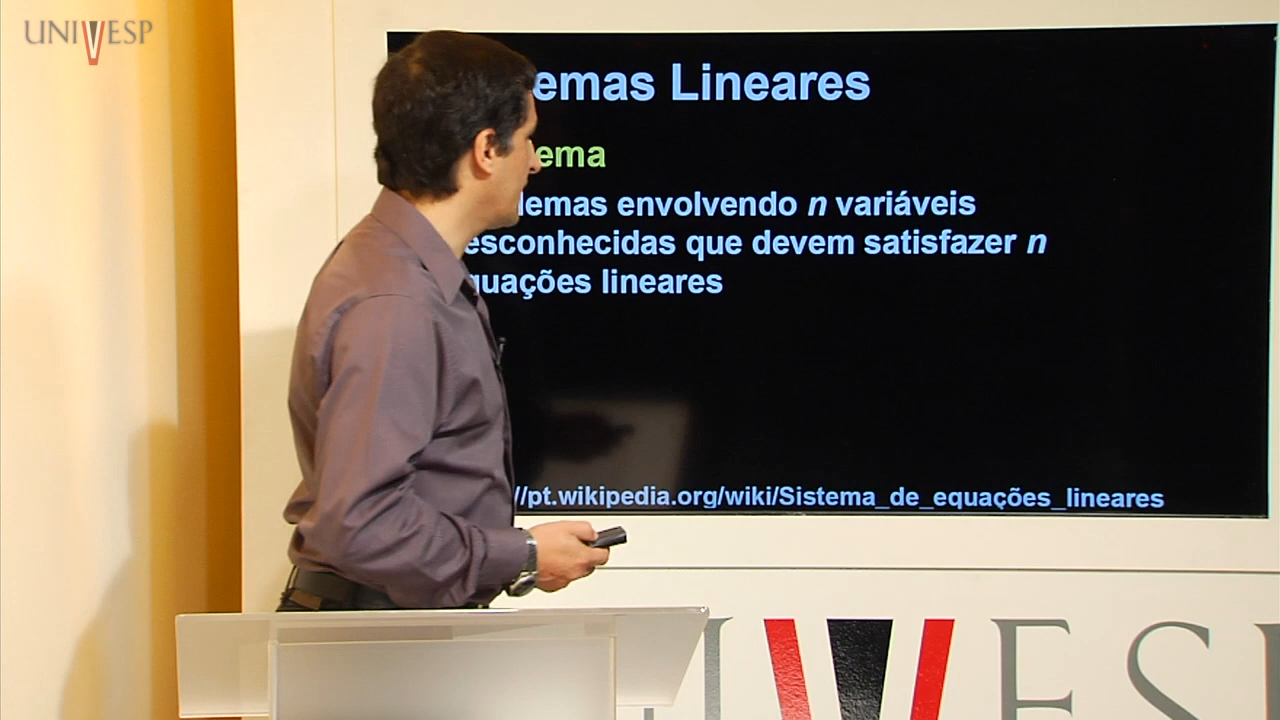 UNIVESP
emas Lineares
ema
lemas envolvendo n variáveis
esconhecidas que devem satisfazer n
quações lineares
//pt.wikipedia.org/wiki/Sistema_de_equações_lineares
IVESP